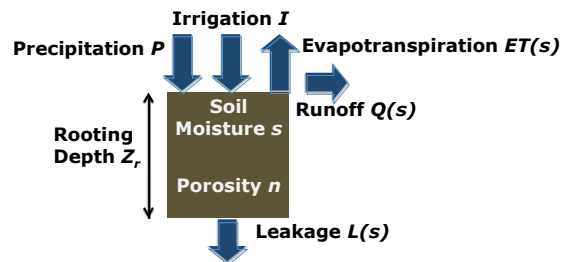 Irrigation I
Precipitation P
Evapotranspiration ET(s)
Runoff Q(s)
Soil
Moisture s
Rooting
Depth Zr
Porosity n
Leakage L(s)